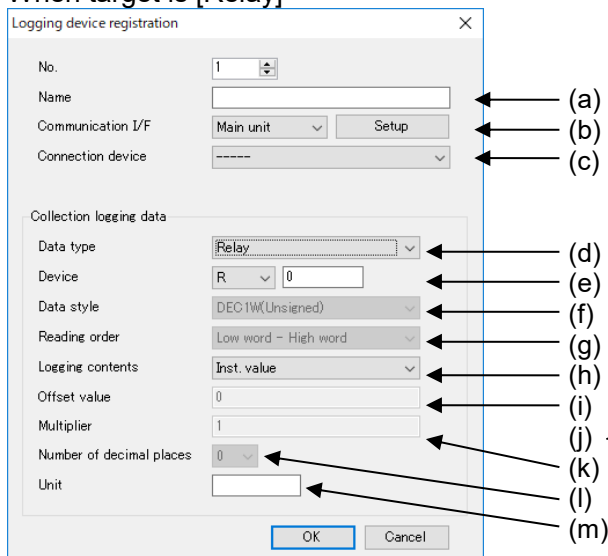 When target is [Relay]
Logging device registration
No. 1
Name (a)
Communication I/F Main unit Setup (b)
Connection device ----- (c)
Collection logging data
Data type Relay (d)
Device R 0 (e)
Data style DEC1W(Unsigned) (f)
Reading order Low word - High word (g)
Logging contents Inst. value (h)
Offset value 0 (i)
Multiplier 1 (j)
(k)
Number of decimal places 0 (l)
Unit (m)
OK Cancel